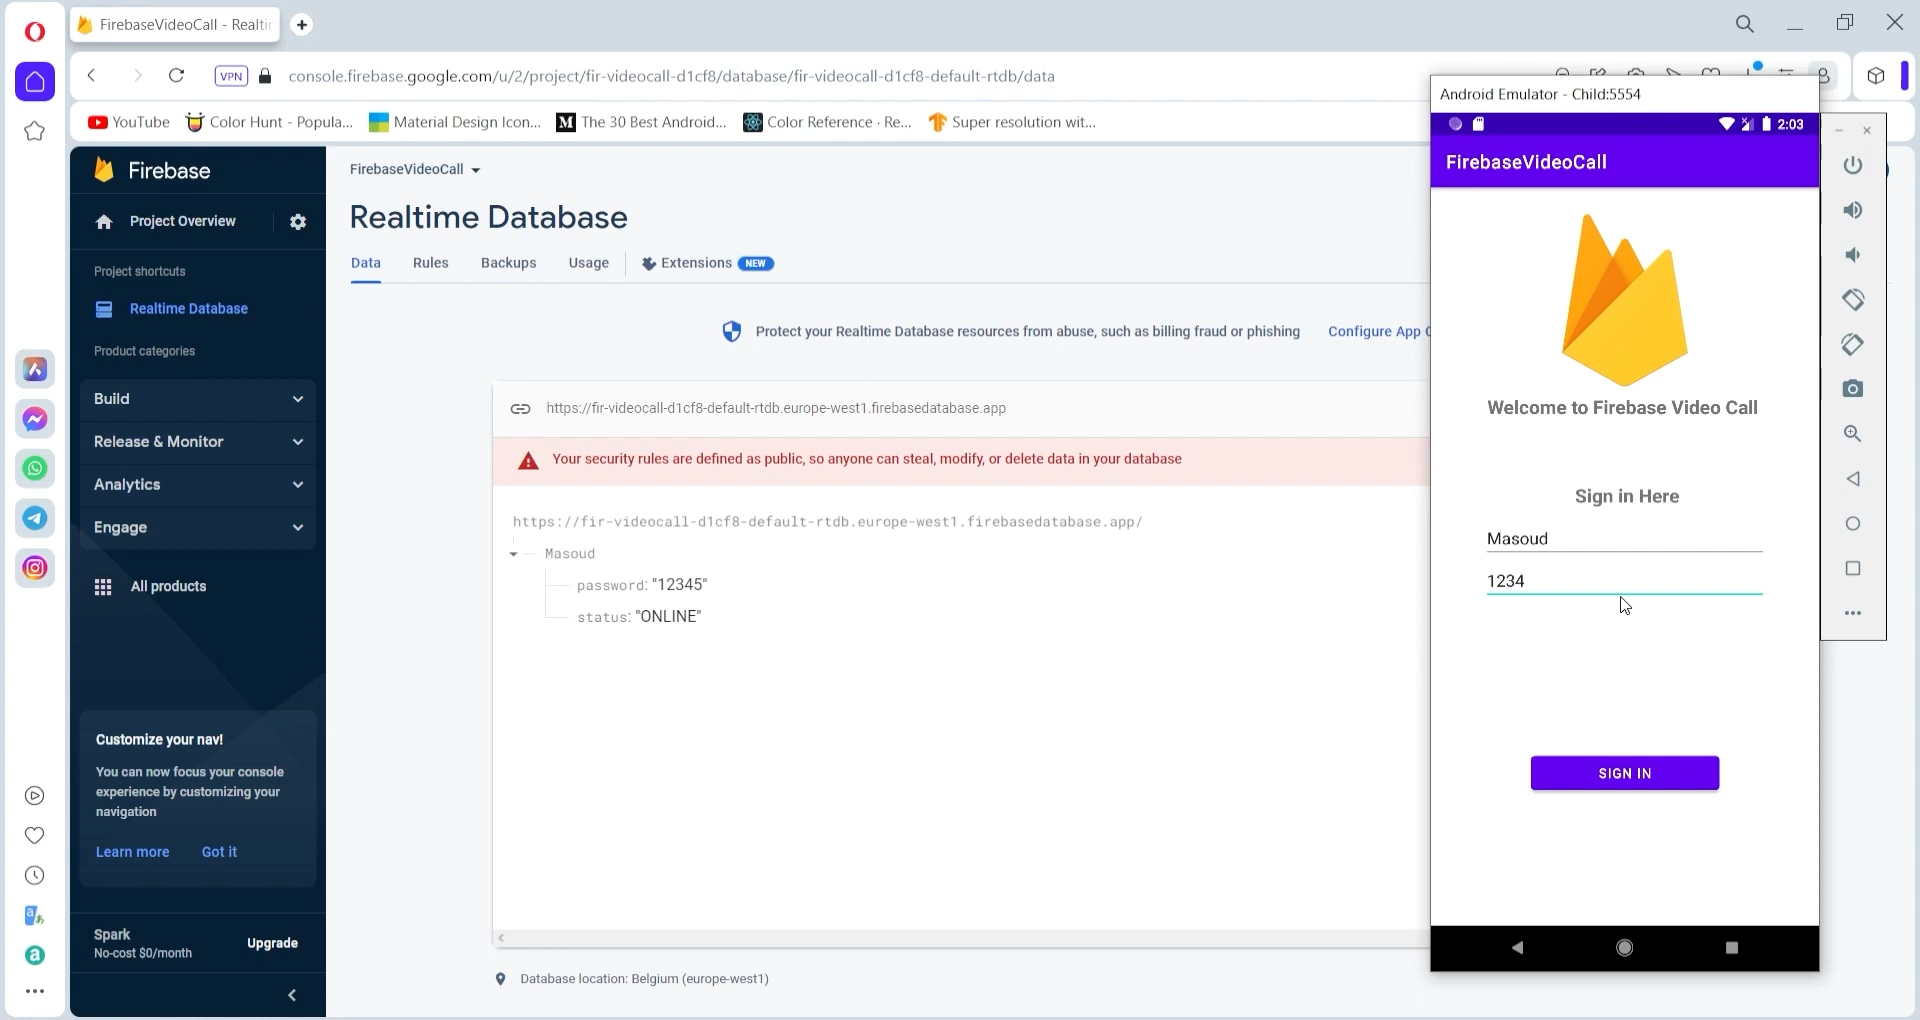 FirebaseVideoCall - Realti
VPN
console.firebase.google.com/u/2/project/fir-videocall-d1cf8/database/fir-videocall-d1cf8-default-rtdb/data
YouTube
Color Hunt - Popula...
Material Design Icon...
M The 30 Best Android...
Color Reference · Re...
Super resolution wit...
Firebase
Project Overview
Project shortcuts
Realtime Database
Product categories
Build
Release & Monitor
Analytics
Engage
All products
Customize your nav!
You can now focus your console
experience by customizing your
navigation
Learn more
Got it
Spark
No-cost $0/month
Upgrade
FirebaseVideoCall
Realtime Database
Data
Rules
Backups
Usage
Extensions
NEW
Protect your Realtime Database resources from abuse, such as billing fraud or phishing
Configure App C
https://fir-videocall-d1cf8-default-rtdb.europe-west1.firebasedatabase.app
Your security rules are defined as public, so anyone can steal, modify, or delete data in your database
https://fir-videocall-d1cf8-default-rtdb.europe-west1.firebasedatabase.app/
Masoud
password: "12345"
status: "ONLINE"
Database location: Belgium (europe-west1)
Android Emulator - Child:5554
2:03
FirebaseVideoCall
Welcome to Firebase Video Call
Sign in Here
Masoud
1234
SIGN IN